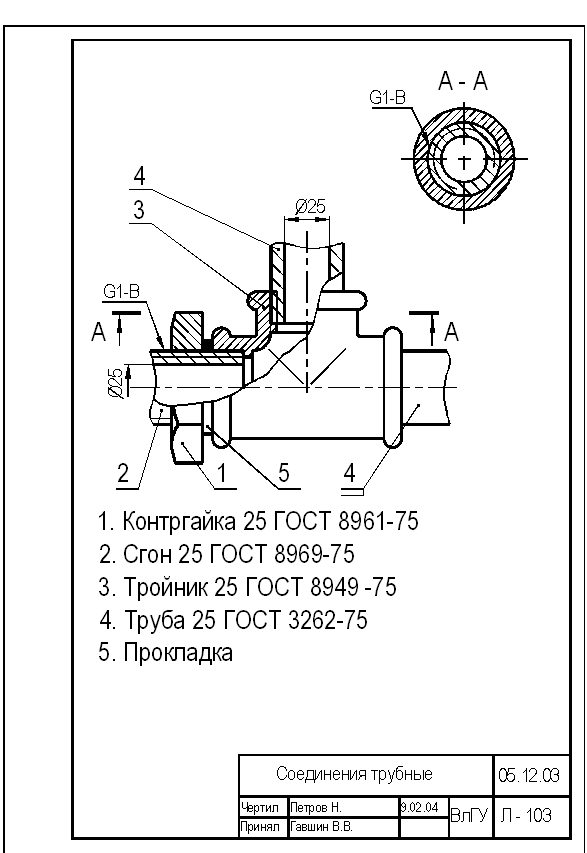 А - А
G1-В
4
3
Ø25
G1-В
А
А
Ø25
2
1
5
4
1. Контргайка 25 ГОСТ 8961-75
2. Сгон 25 ГОСТ 8969-75
3. Тройник 25 ГОСТ 8949 -75
4. Труба 25 ГОСТ 3262-75
5. Прокладка
Соединения трубные 05.12.03
Чертил Петров Н. 9.02.04 ВлГУ Л - 103
Принял Гавшин В.В.